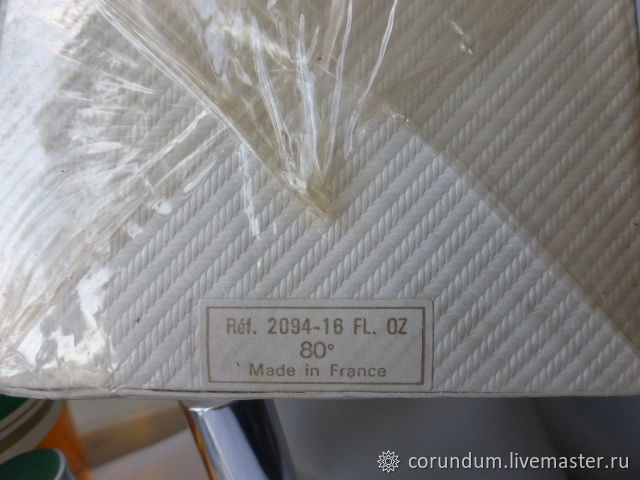 Réf. 2094-16 FL. OZ
80°
Made in France
corundum.livemaster.ru